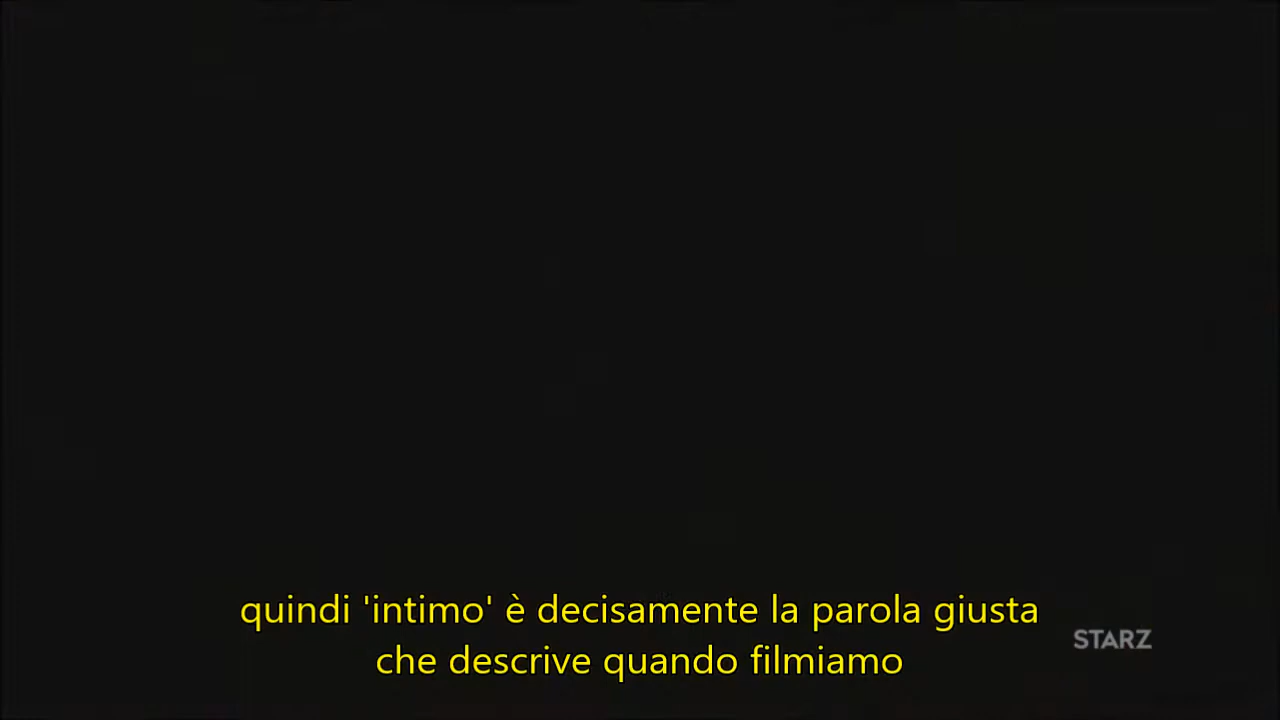 quindi 'intimo' è decisamente la parola giusta
che descrive quando filmiamo
STARZ